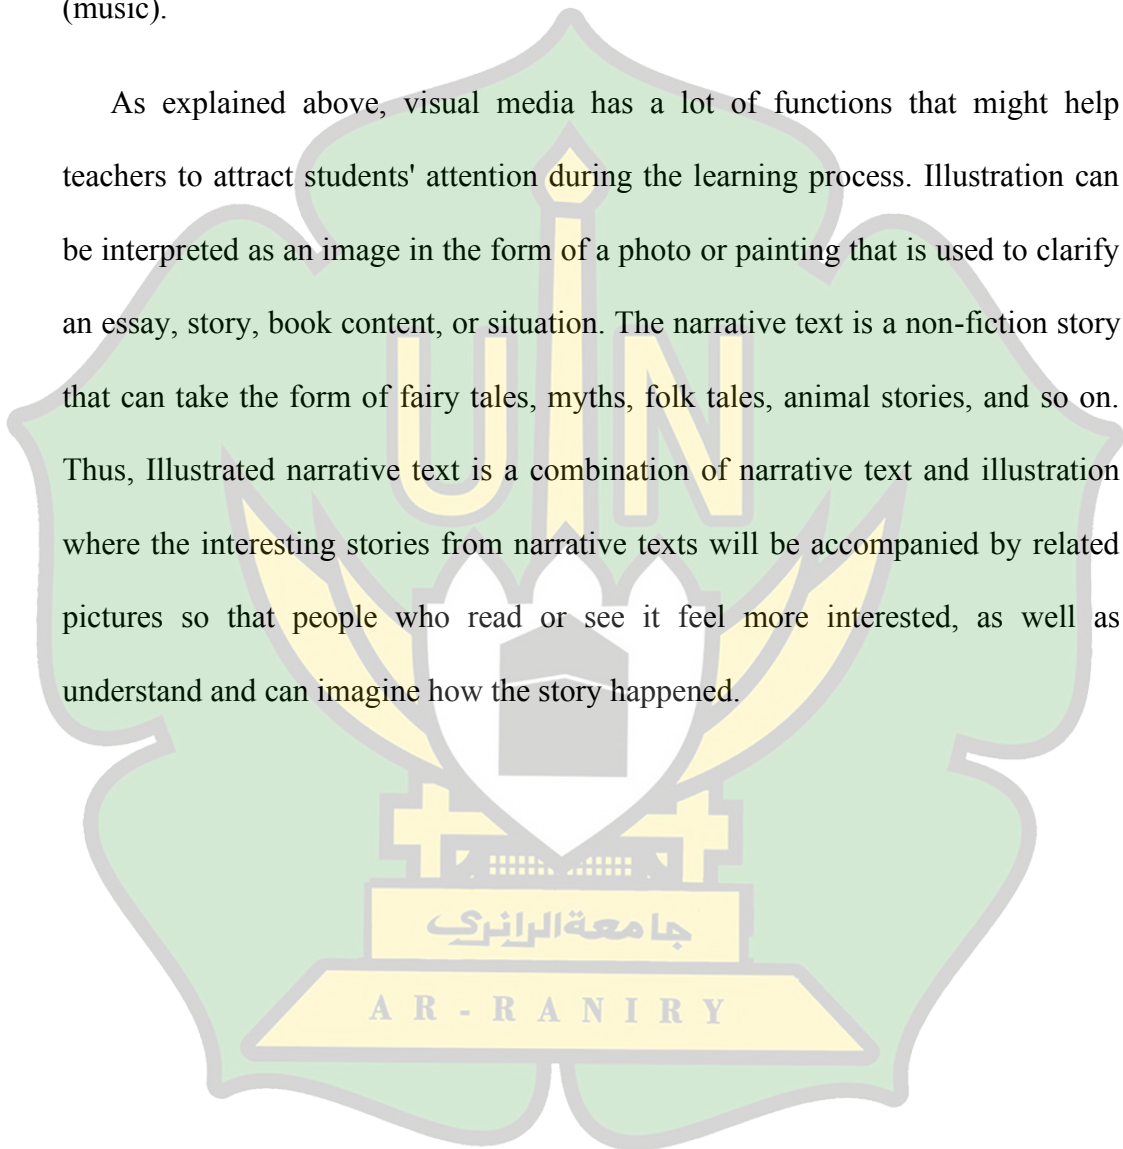 (music).
As explained above, visual media has a lot of functions that might help
teachers to attract students' attention during the learning process. Illustration can
be interpreted as an image in the form of a photo or painting that is used to clarify
an essay, story, book content, or situation. The narrative text is a non-fiction story
that can take the form of fairy tales, myths, folk tales, animal stories, and so on.
Thus, Illustrated narrative text is a combination of narrative text and illustration
where the interesting stories from narrative texts will be accompanied by related
pictures so that people who read or see it feel more interested, as well as
understand and can imagine how the story happened.
UIN
جامعة الرانري
AR-RANIRY